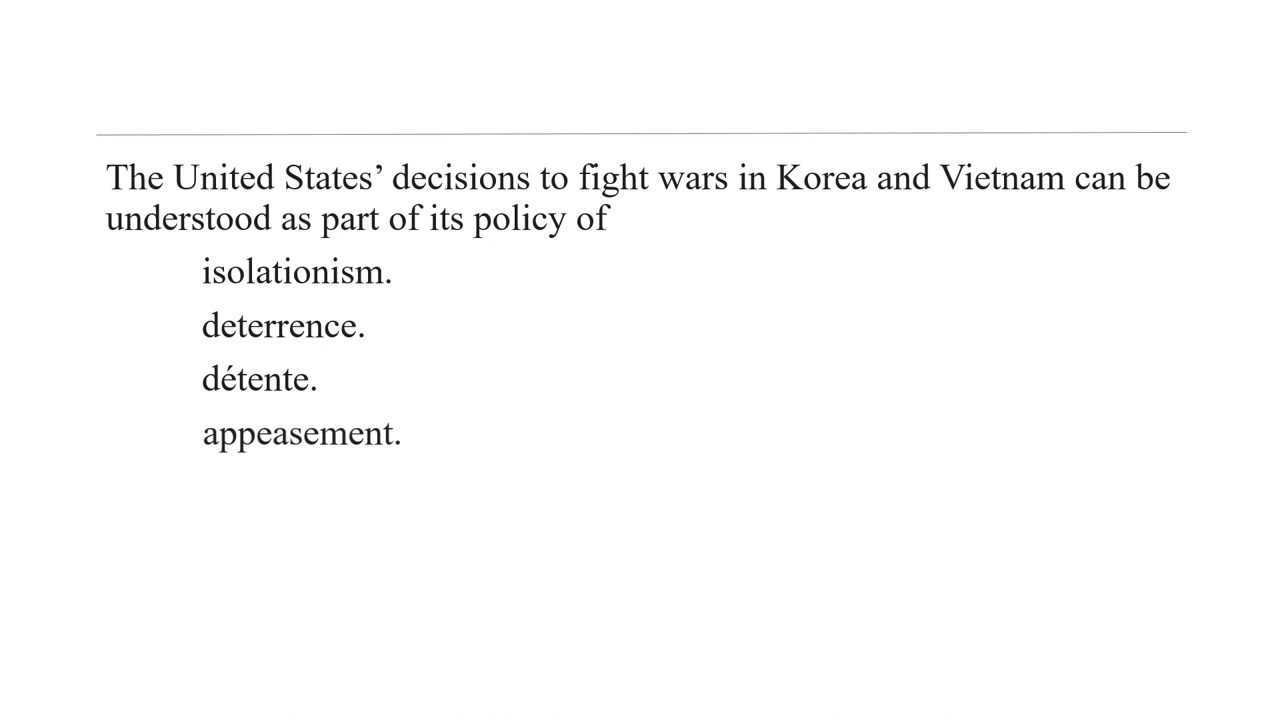 The United States’ decisions to fight wars in Korea and Vietnam can be
understood as part of its policy of
isolationism.
deterrence.
détente.
appeasement.